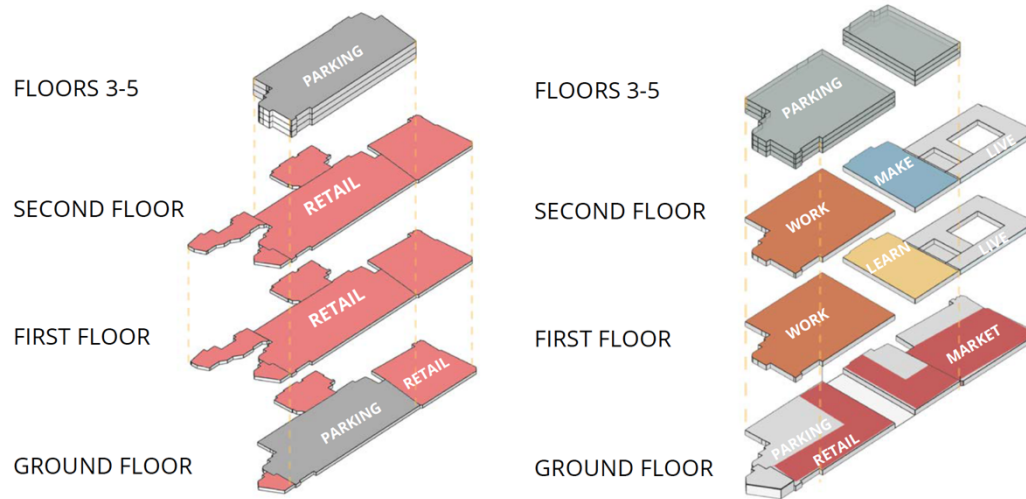 FLOORS 3-5
PARKING
SECOND FLOOR
RETAIL
FIRST FLOOR
RETAIL
GROUND FLOOR
PARKING
RETAIL
FLOORS 3-5
PARKING
SECOND FLOOR
WORK
MAKE
LIVE
FIRST FLOOR
WORK
LEARN
LIVE
GROUND FLOOR
PARKING
RETAIL
MARKET